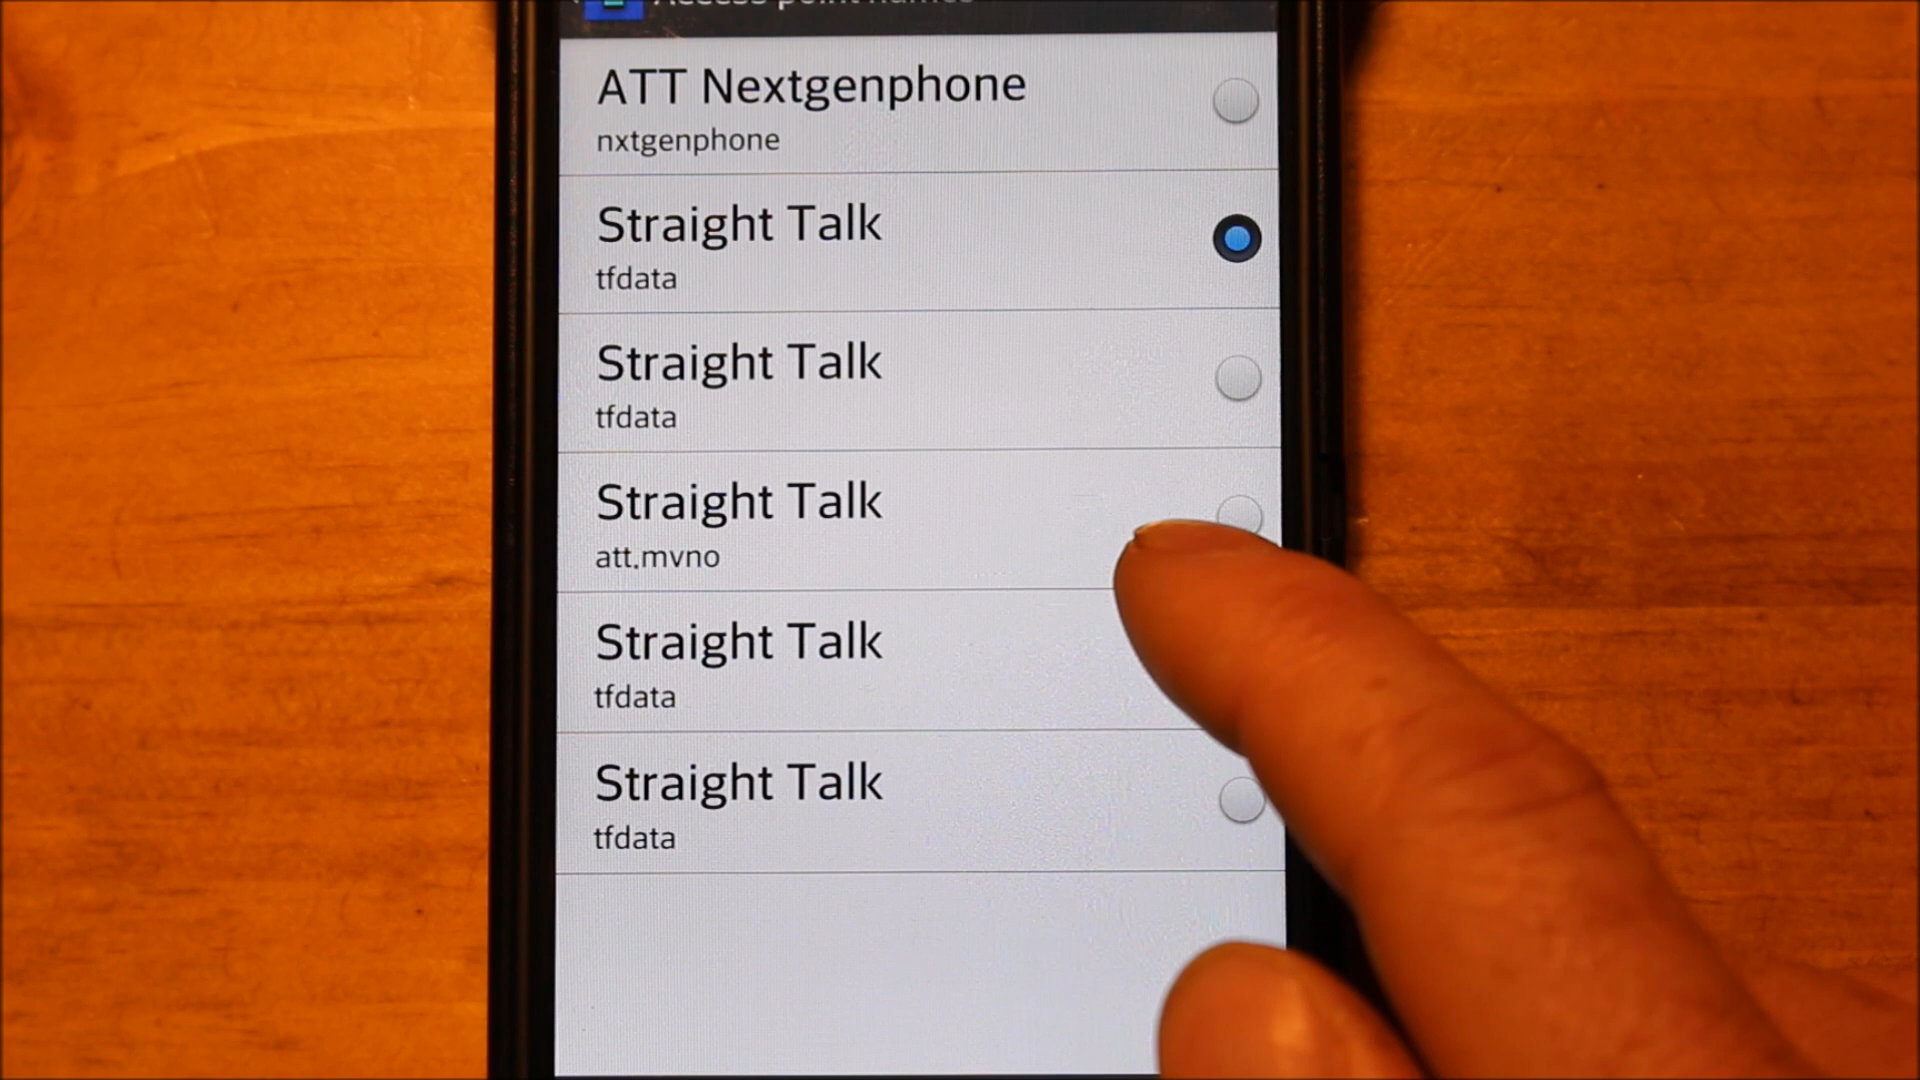 Access point names
ATT Nextgenphone
nxtgenphone
Straight Talk
tfdata
Straight Talk
tfdata
Straight Talk
att.mvno
Straight Talk
tfdata
Straight Talk
tfdata